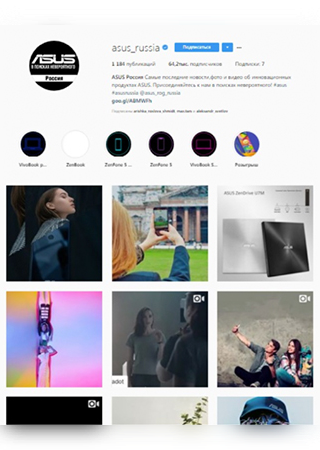 ASUS
В ПОИСКАХ НЕВЕРОЯТНОГО
Россия
asus_russia
Подписаться
1 184 публикаций
64,2тыс. подписчиков
Подписки: 7
ASUS Россия Самые последние новости,фото и видео об инновационных
продуктах ASUS. Присоединяйтесь к нам в поисках невероятного! #asus
#asusrussia @asus_rog_russia
goo.gl/ABMWFs
VivoBook p...
ZenBook
ZenFone 5 ...
ZenFone 5
VivoBook S...
Розыгрыш
ASUS ZenDrive U7M
adot
ASUS